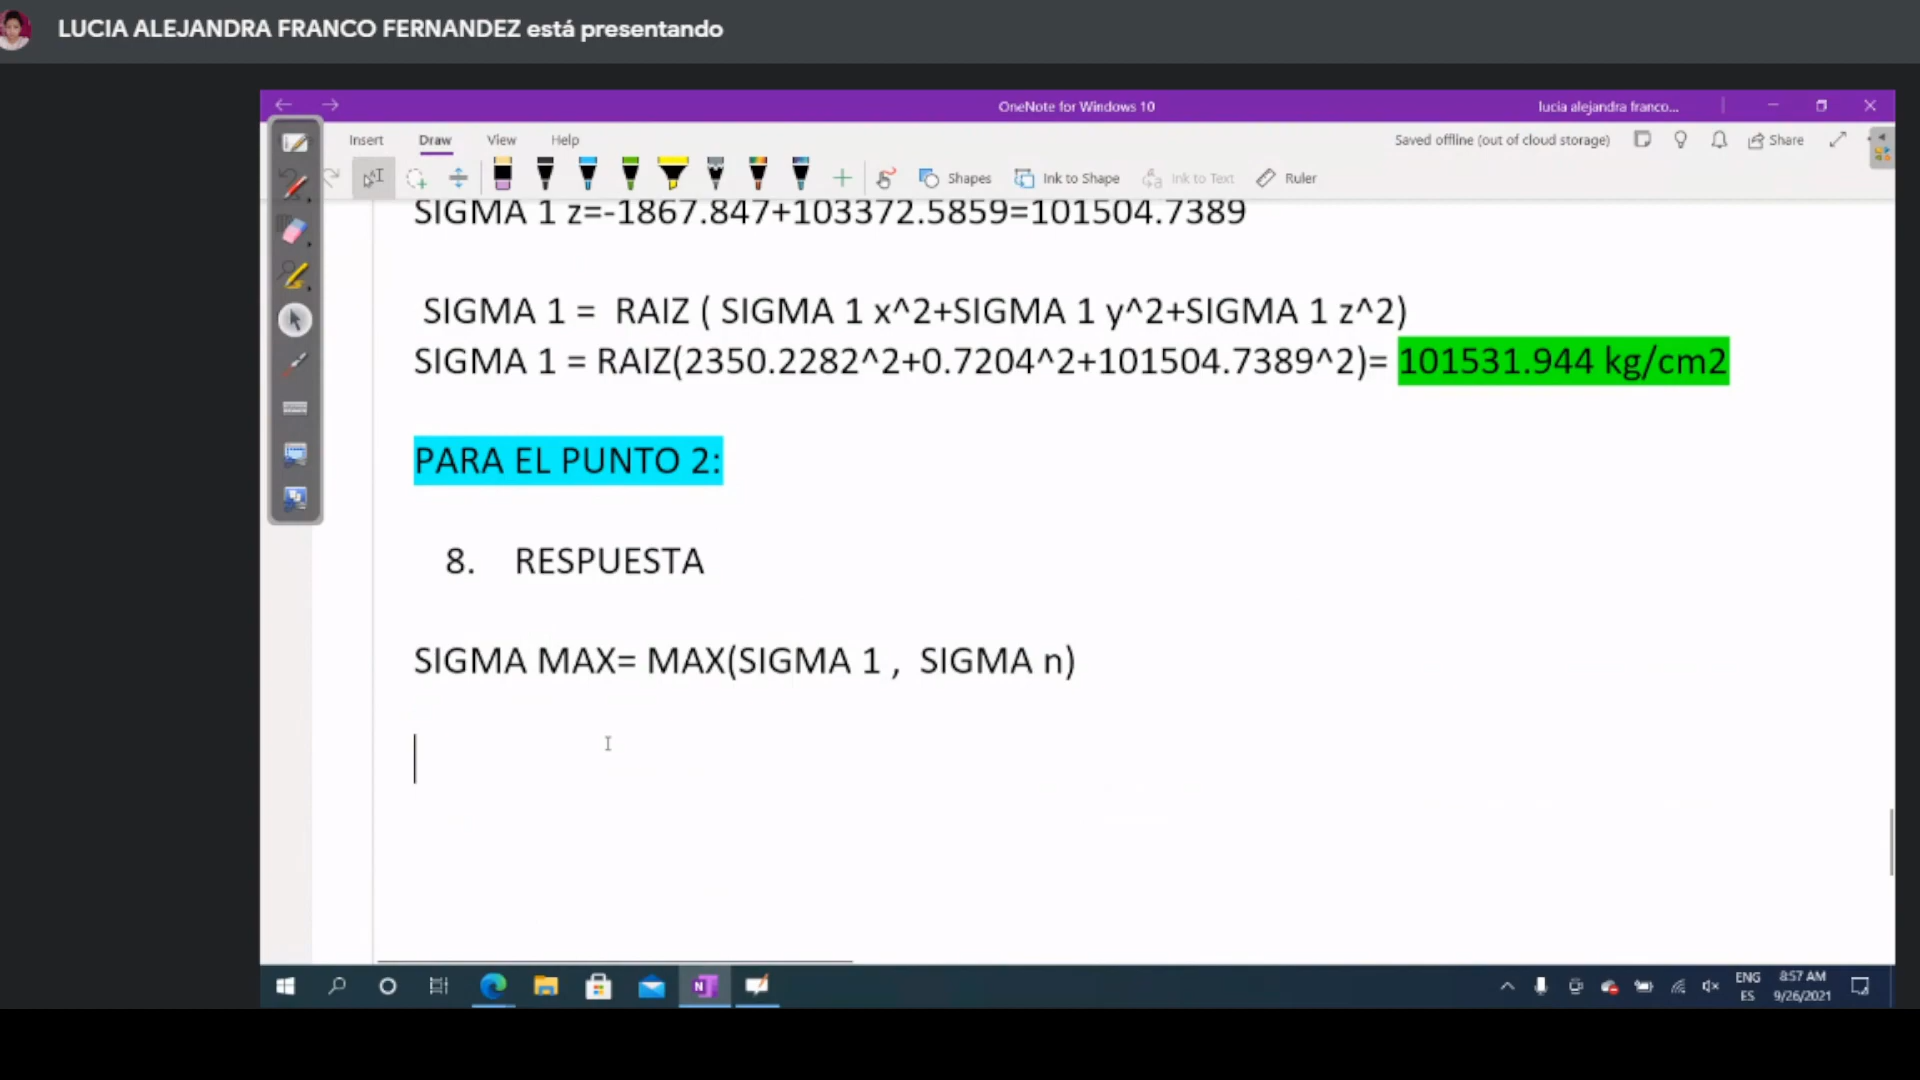 LUCIA ALEJANDRA FRANCO FERNANDEZ está presentando
OneNote for Windows 10
lucia alejandra franco...
Insert Draw View Help
Saved offline (out of cloud storage)
Share
Shapes
Ink to Shape
Ink to Text
Ruler
SIGMA 1 z=-1867.847+103372.5859=101504.7389
SIGMA 1 = RAIZ ( SIGMA 1 x^2+SIGMA 1 y^2+SIGMA 1 z^2)
SIGMA 1 = RAIZ(2350.2282^2+0.7204^2+101504.7389^2)= 101531.944 kg/cm2
PARA EL PUNTO 2:
8. RESPUESTA
SIGMA MAX= MAX(SIGMA 1 , SIGMA n)
ENG
ES
8:57 AM
9/26/2021